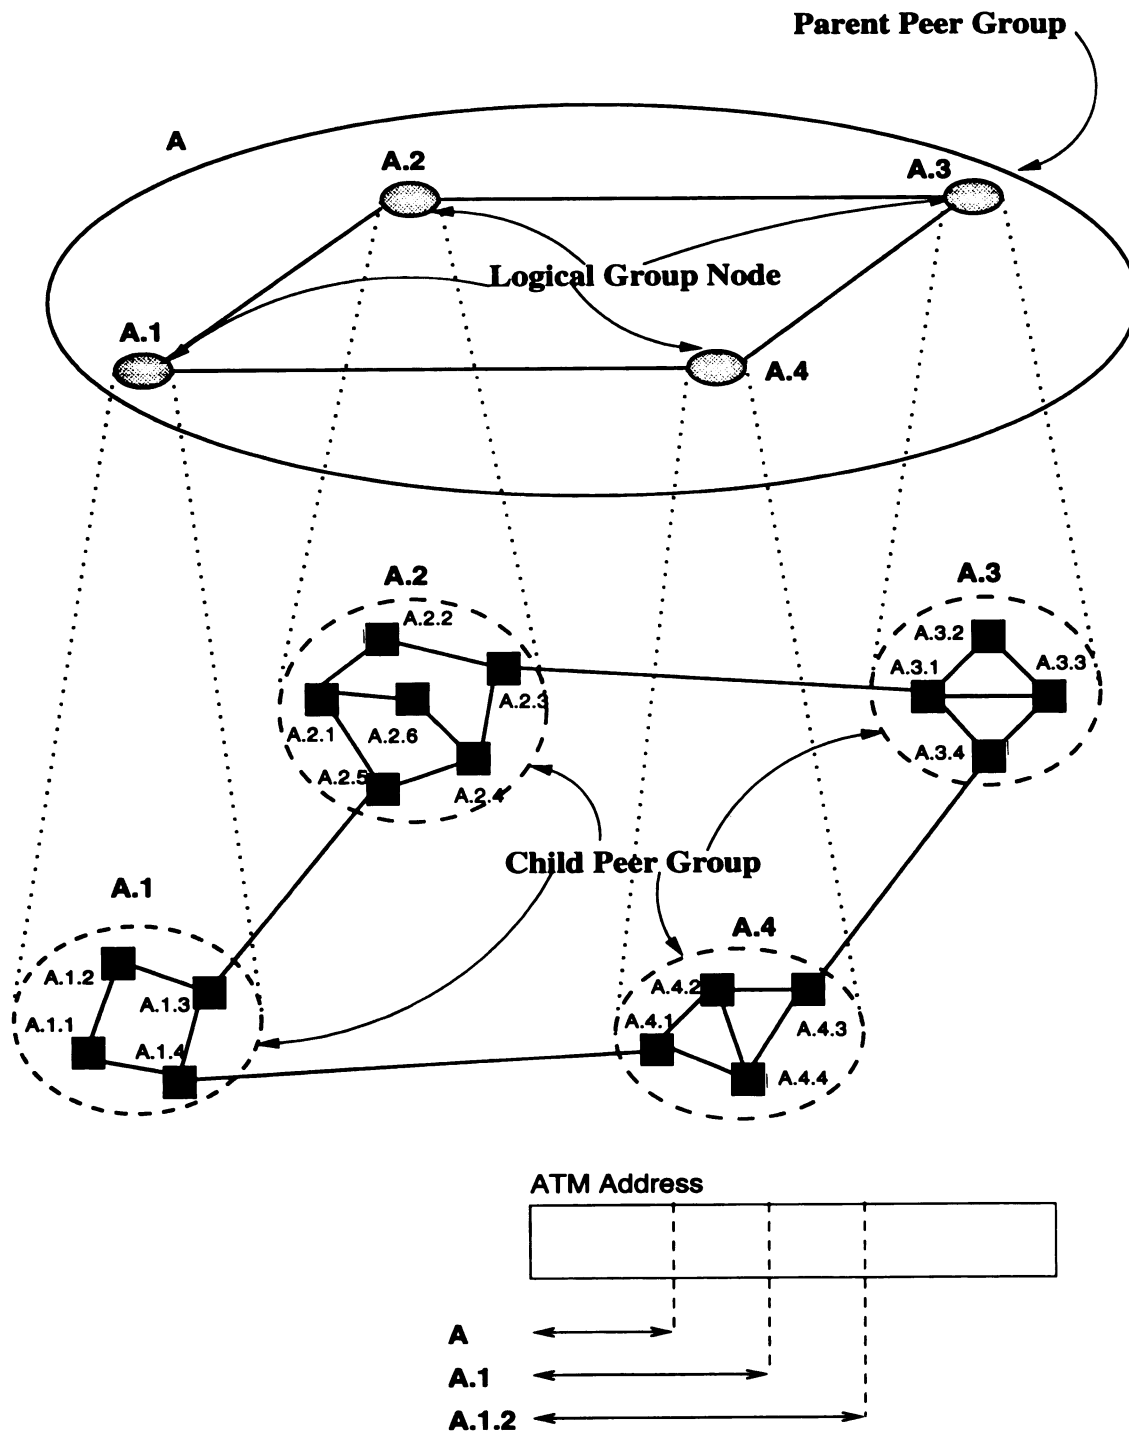 Parent Peer Group
A
A.2
A.3
Logical Group Node
A.1
A.4
A.2
A.3
A.2.2
A.3.2
A.3.1
A.3.3
A.2.3
A.2.1
A.2.6
A.3.4
A.2.5
A.2.4
Child Peer Group
A.1
A.4
A.1.2
A.4.2
A.1.3
A.1.1
A.4.1
A.4.3
A.1.4
A.4.4
ATM Address
A
A.1
A.1.2